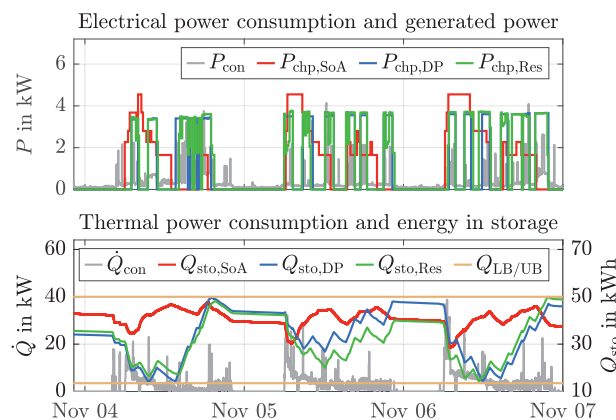 Electrical power consumption and generated power
P in kW
6
4
2
0
P_con P_chp,SoA P_chp,DP P_chp,Res
Thermal power consumption and energy in storage
Q̇ in kW
60
40
20
0
Q̇_con Q_sto,SoA Q_sto,DP Q_sto,Res Q_LB/UB
70
50
30
10
Q_sto in kWh
Nov 04 Nov 05 Nov 06 Nov 07